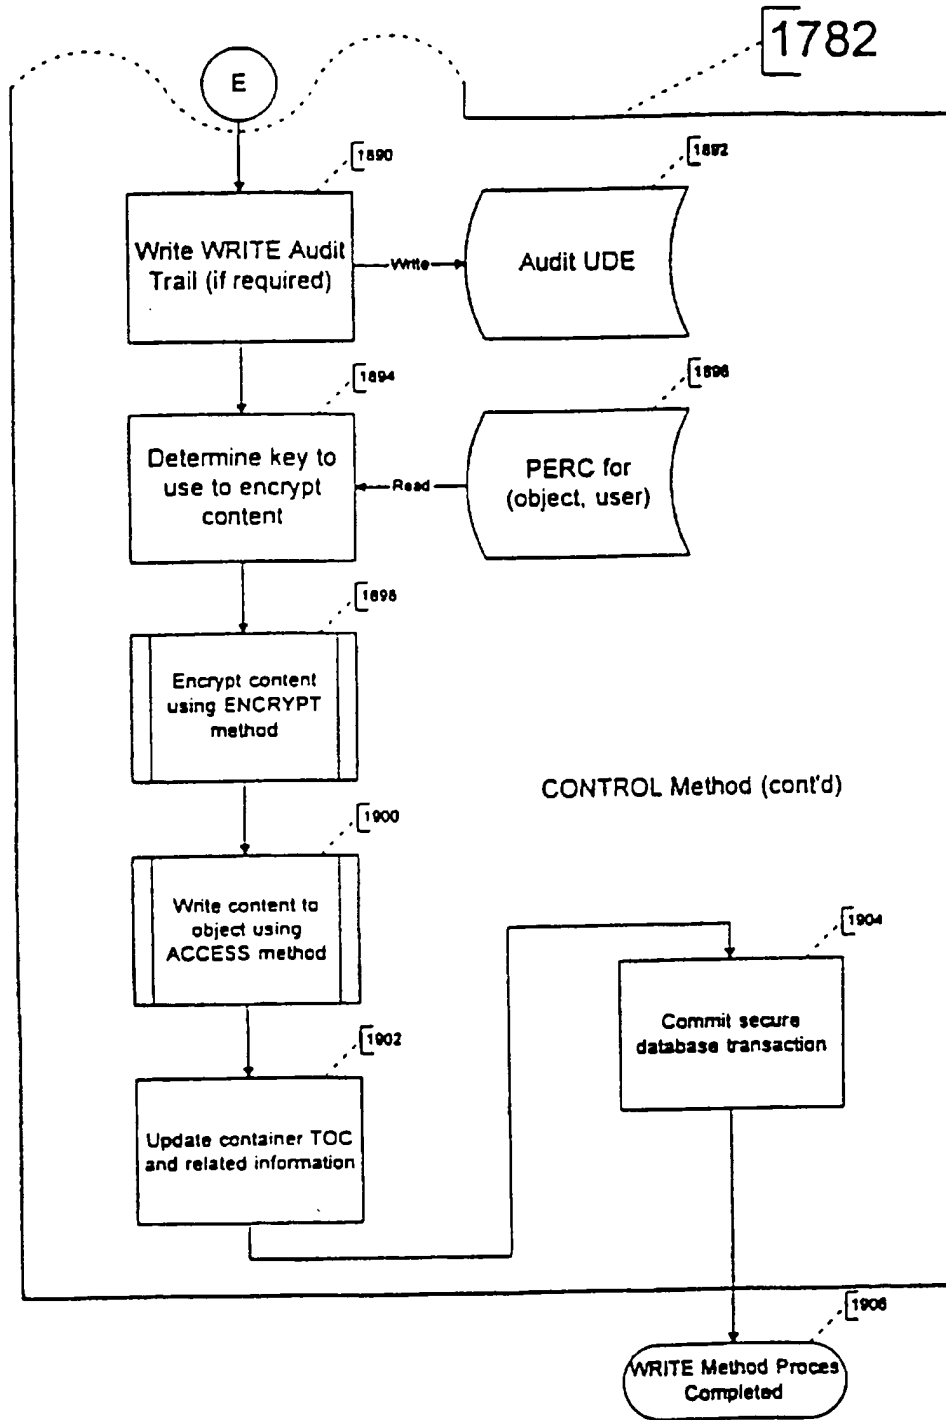 1782
E
1890
1892
Write WRITE Audit
Trail (if required)
Write
Audit UDE
1894
1896
Determine key to
use to encrypt
content
Read
PERC for
(object, user)
1898
Encrypt content
using ENCRYPT
method
CONTROL Method (cont'd)
1900
Write content to
object using
ACCESS method
1904
Commit secure
database transaction
1902
Update container TOC
and related information
1906
WRITE Method Proces
Completed